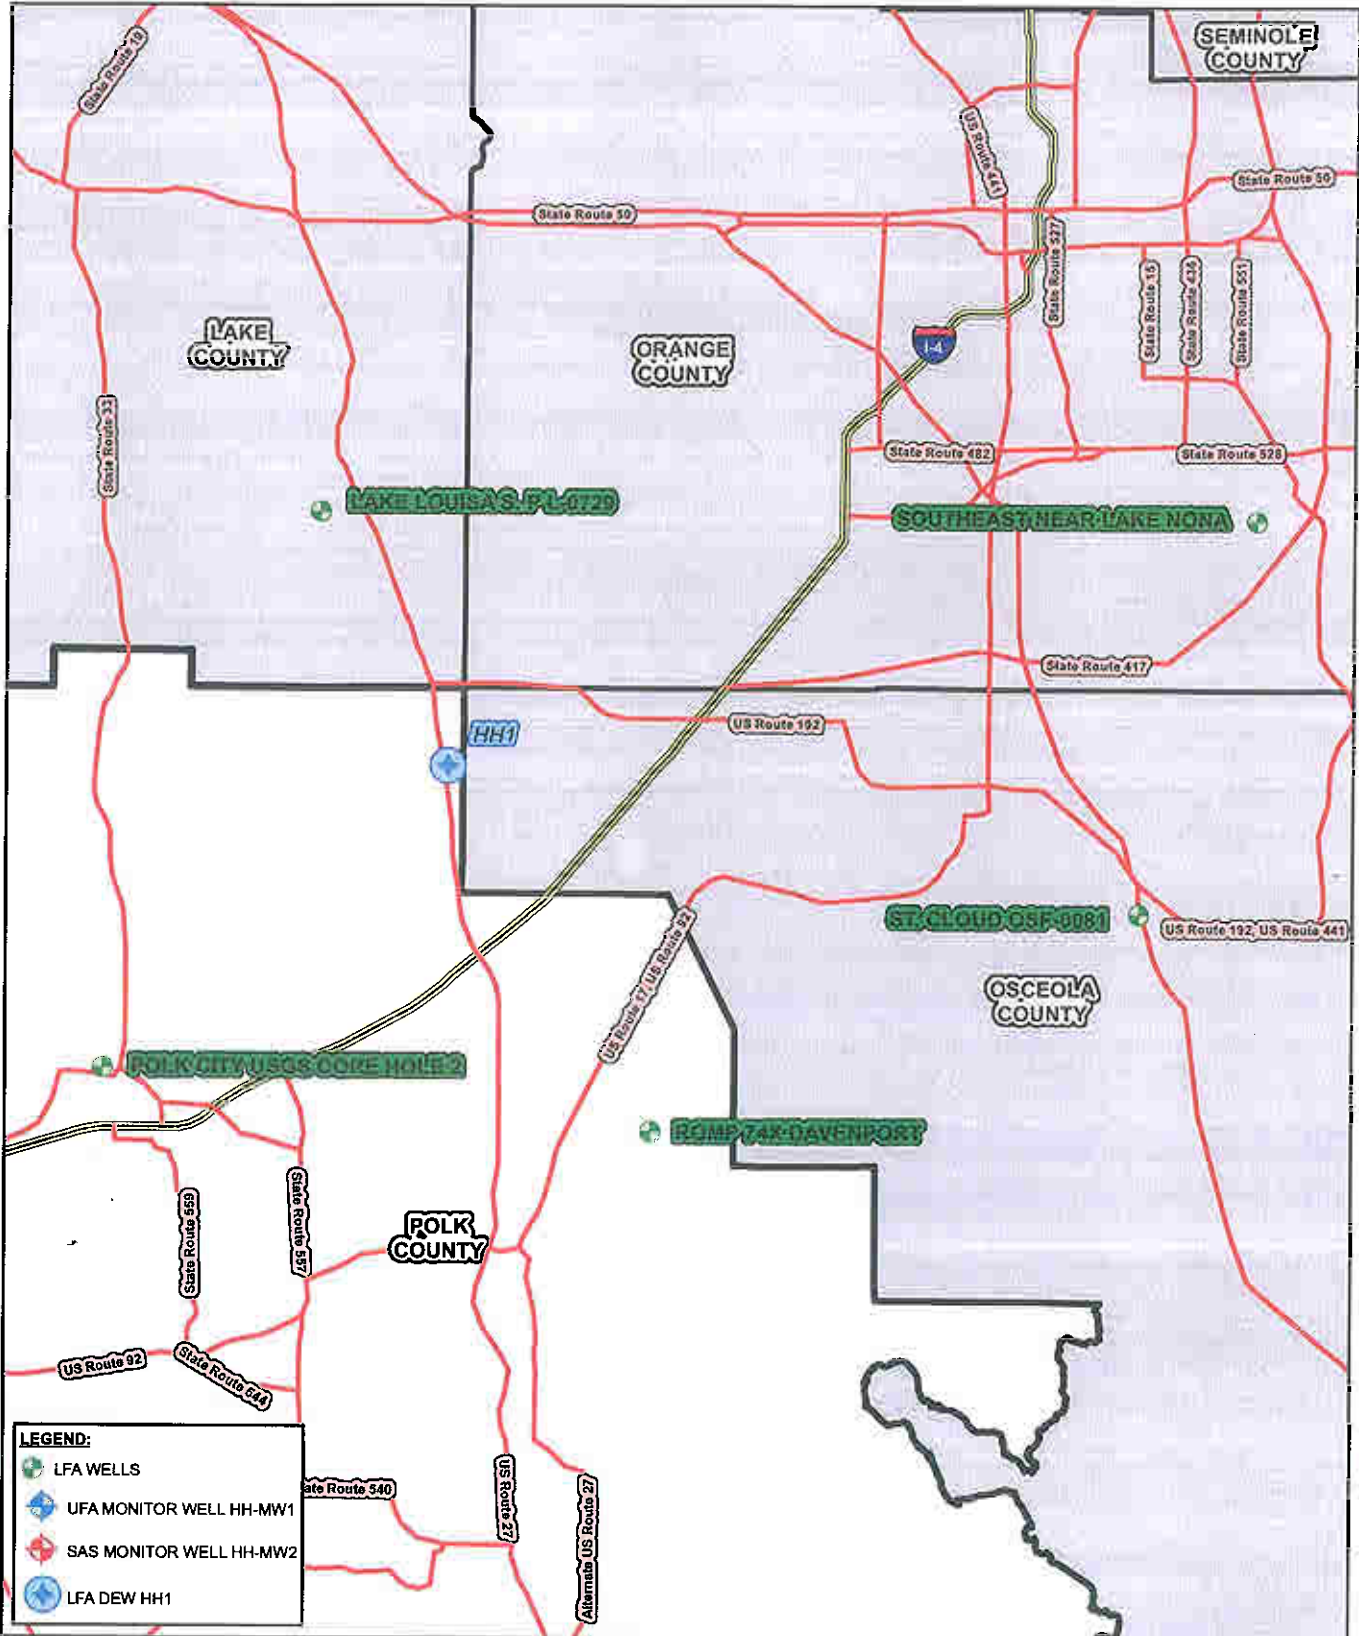 State Route 19
SEMINOLE
COUNTY
US Route 441
State Route 50
State Route 50
State Route 527
State Route 15
State Route 436
State Route 551
LAKE
COUNTY
ORANGE
COUNTY
I-4
State Route 33
State Route 482
State Route 528
LAKE LOUISA S. P L-0729
SOUTHEAST NEAR LAKE NONA
State Route 417
US Route 192
HH1
ST. CLOUD OSF-0081
US Route 192, US Route 441
US Route 17, US Route 92
OSCEOLA
COUNTY
POLK CITY USGS CORE HOLE 2
ROMP 74X DAVENPORT
State Route 559
State Route 557
POLK
COUNTY
US Route 92
State Route 544
LEGEND:
LFA WELLS
UFA MONITOR WELL HH-MW1
SAS MONITOR WELL HH-MW2
LFA DEW HH1
ate Route 540
US Route 27
Alternate US Route 27